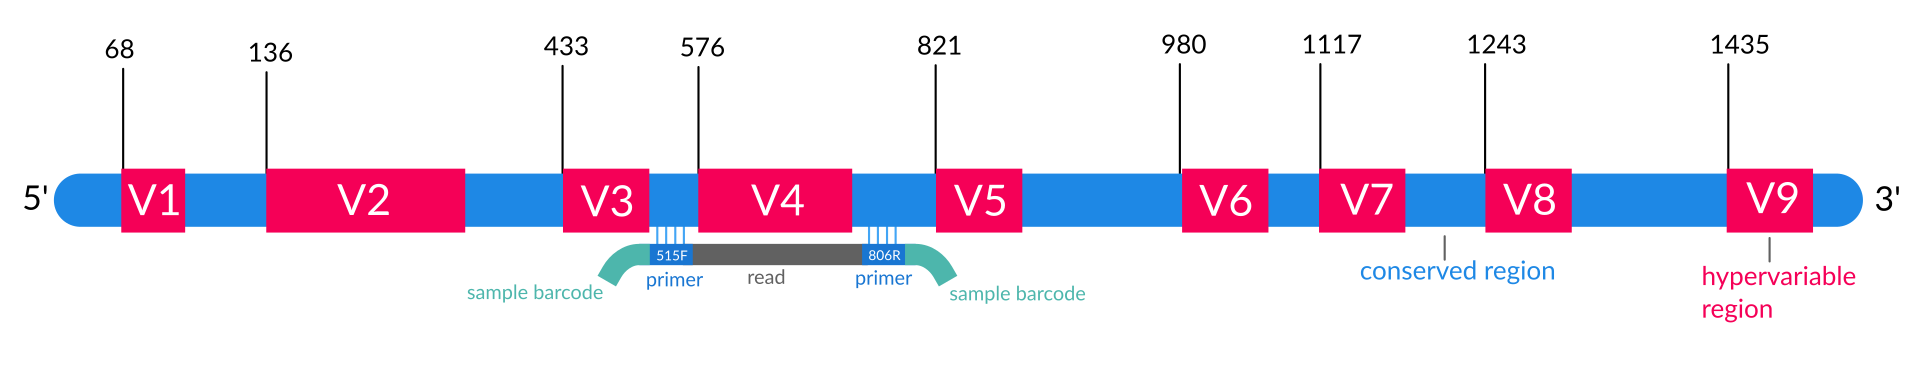 68
136
433
576
821
980
1117
1243
1435
5'
V1
V2
V3
V4
V5
V6
V7
V8
V9
3'
515F
806R
primer
read
primer
sample barcode
sample barcode
conserved region
hypervariable
region